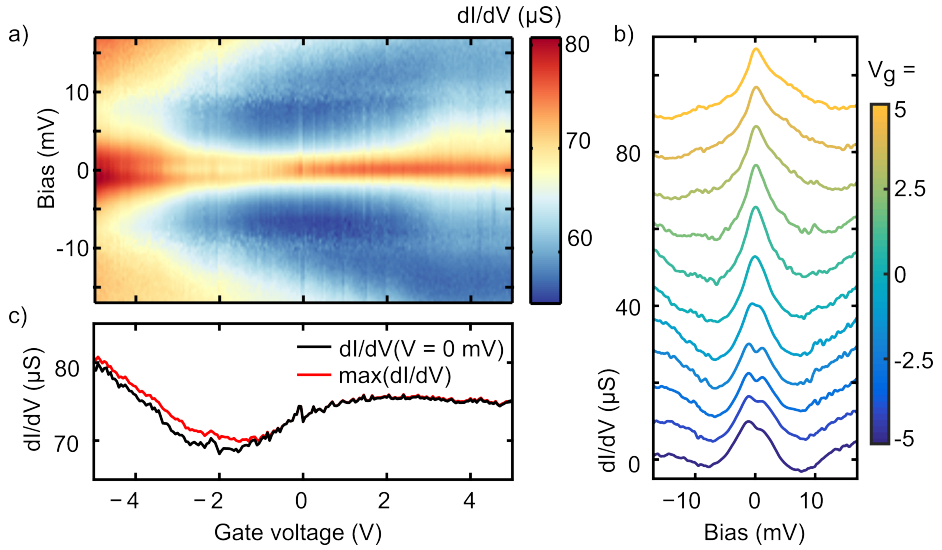 a)
dI/dV (µS)
80
70
60
Bias (mV)
10
0
-10
b)
Vg =
5
2.5
0
-2.5
-5
80
40
0
dI/dV (µS)
−10 0 10
Bias (mV)
c)
dI/dV(V = 0 mV)
max(dI/dV)
dI/dV (µS)
80
70
−4 −2 0 2 4
Gate voltage (V)